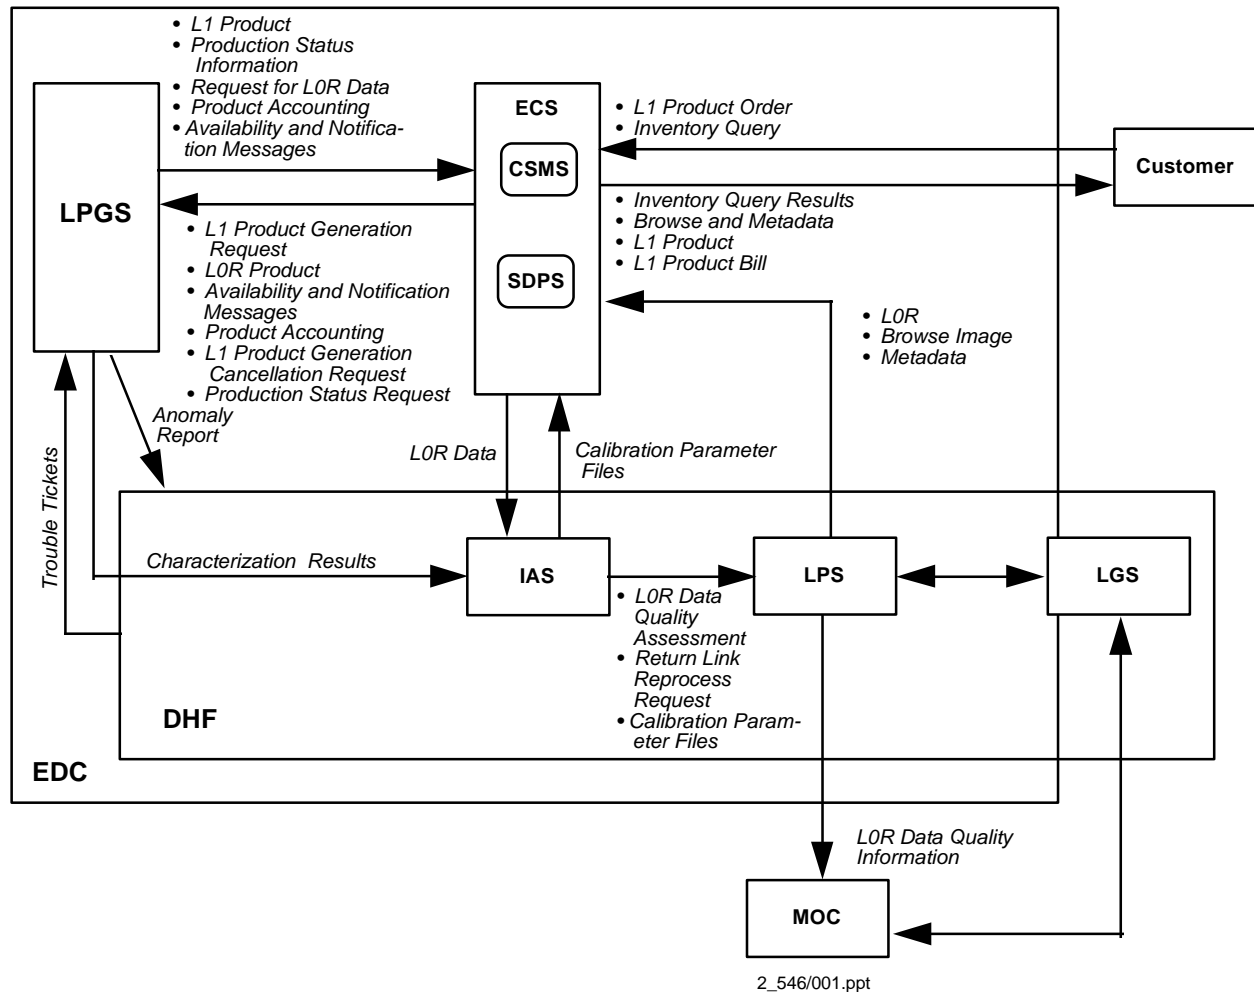 • L1 Product
• Production Status
Information
• Request for L0R Data
• Product Accounting
• Availability and Notifica-
tion Messages
LPGS
ECS
CSMS
SDPS
• L1 Product Order
• Inventory Query
Customer
• Inventory Query Results
• Browse and Metadata
• L1 Product
• L1 Product Bill
• L1 Product Generation
Request
• L0R Product
• Availability and Notification
Messages
• Product Accounting
• L1 Product Generation
Cancellation Request
• Production Status Request
• L0R
• Browse Image
• Metadata
Anomaly
Report
L0R Data
Calibration Parameter
Files
Trouble Tickets
Characterization Results
IAS
LPS
LGS
• L0R Data
Quality
Assessment
• Return Link
Reprocess
Request
• Calibration Param-
eter Files
DHF
EDC
L0R Data Quality
Information
MOC
2_546/001.ppt